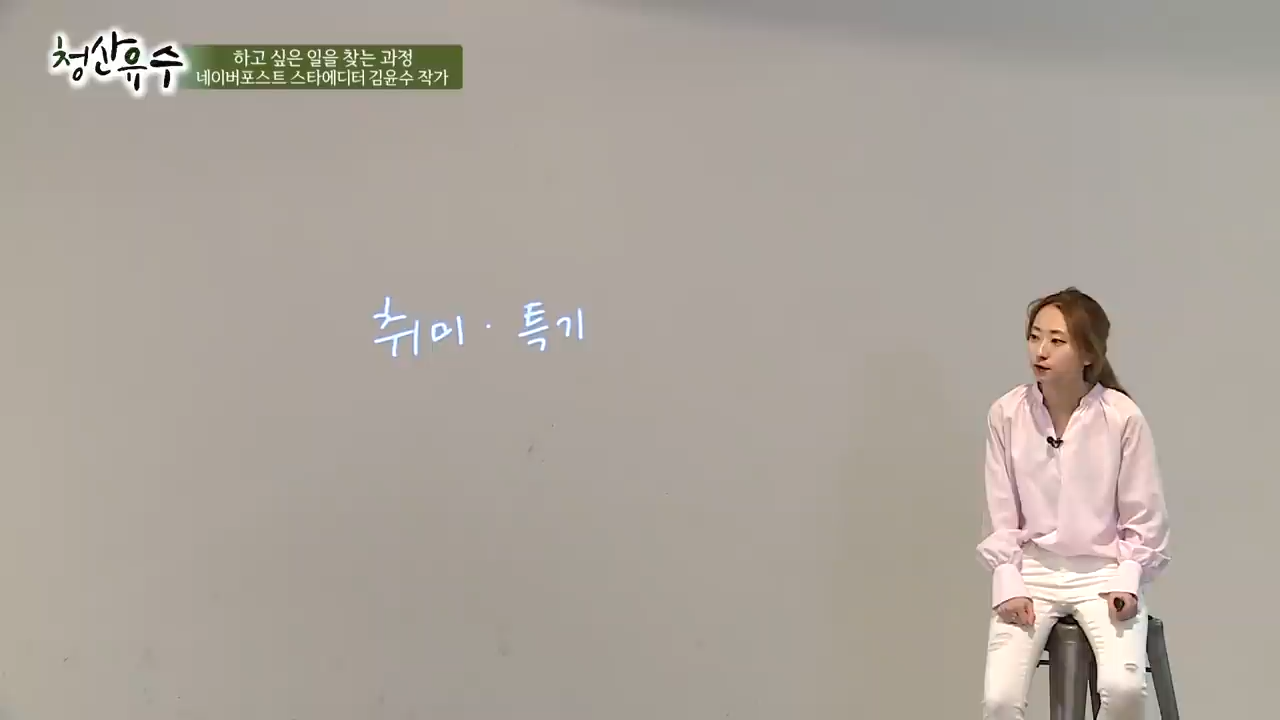 청산유수
하고 싶은 일을 찾는 과정
네이버포스트 스타에디터 김윤수 작가
취미 · 특기